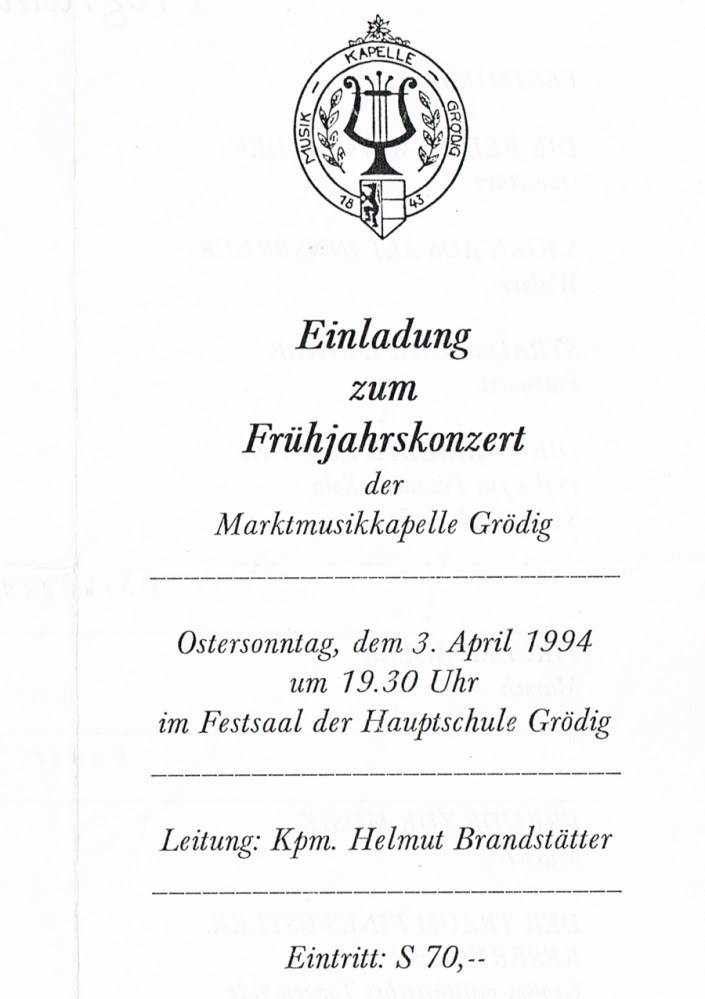 MUSIK KAPELLE GRÖDIG
18 43
Einladung
zum
Frühjahrskonzert
der
Marktmusikkapelle Grödig
Ostersonntag, dem 3. April 1994
um 19.30 Uhr
im Festsaal der Hauptschule Grödig
Leitung: Kpm. Helmut Brandstätter
Eintritt: S 70,--